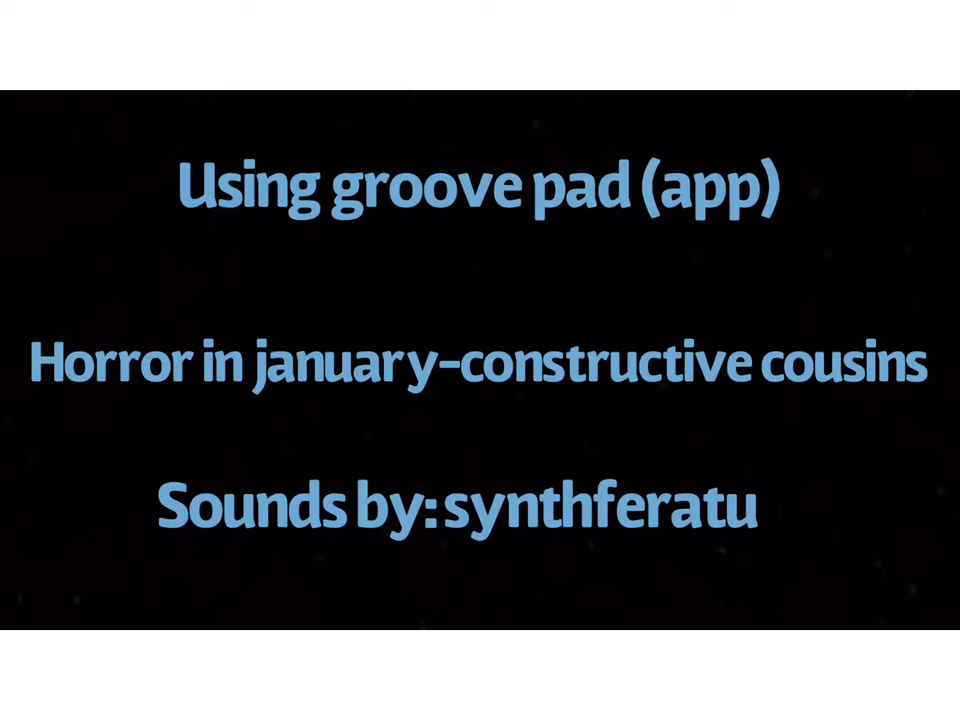 Using groove pad (app)
Horror in january-constructive cousins
Sounds by: synthferatu